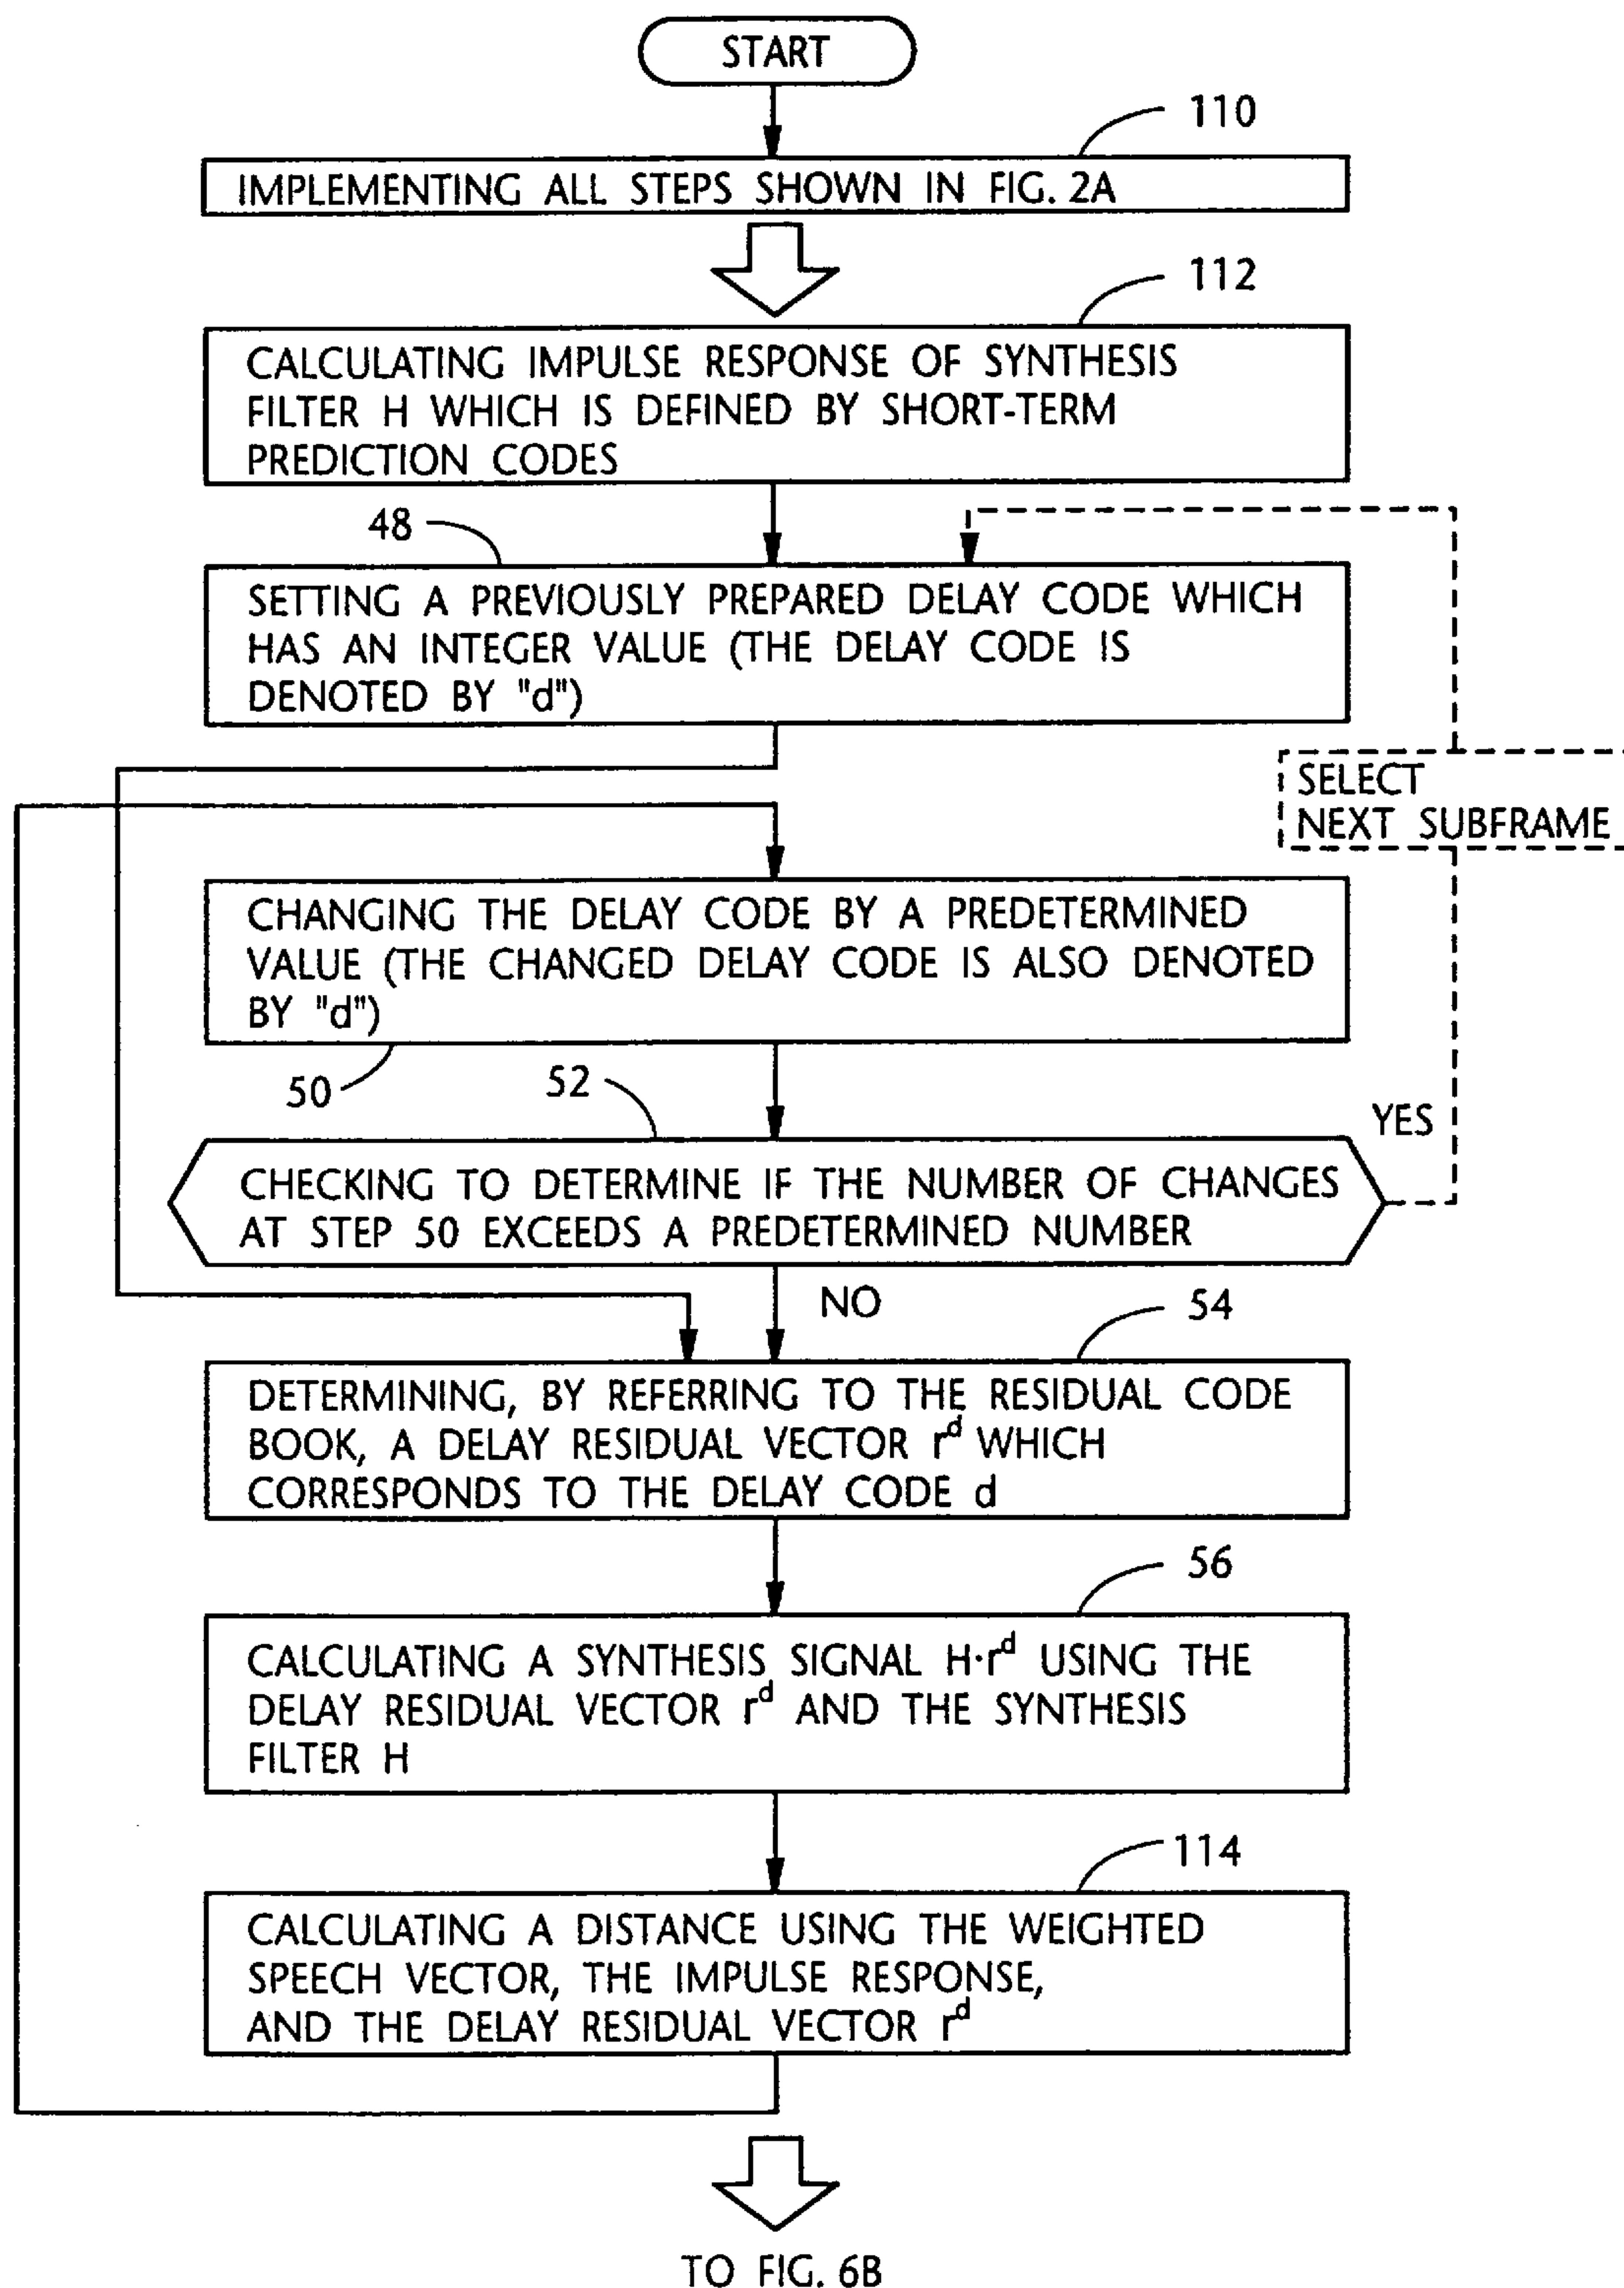 START
110
IMPLEMENTING ALL STEPS SHOWN IN FIG. 2A
112
CALCULATING IMPULSE RESPONSE OF SYNTHESIS
FILTER H WHICH IS DEFINED BY SHORT-TERM
PREDICTION CODES
48
SETTING A PREVIOUSLY PREPARED DELAY CODE WHICH
HAS AN INTEGER VALUE (THE DELAY CODE IS
DENOTED BY "d")
SELECT
NEXT SUBFRAME
CHANGING THE DELAY CODE BY A PREDETERMINED
VALUE (THE CHANGED DELAY CODE IS ALSO DENOTED
BY "d")
50
52
YES
CHECKING TO DETERMINE IF THE NUMBER OF CHANGES
AT STEP 50 EXCEEDS A PREDETERMINED NUMBER
NO
54
DETERMINING, BY REFERRING TO THE RESIDUAL CODE
BOOK, A DELAY RESIDUAL VECTOR r^d WHICH
CORRESPONDS TO THE DELAY CODE d
56
CALCULATING A SYNTHESIS SIGNAL H·r^d USING THE
DELAY RESIDUAL VECTOR r^d AND THE SYNTHESIS
FILTER H
114
CALCULATING A DISTANCE USING THE WEIGHTED
SPEECH VECTOR, THE IMPULSE RESPONSE,
AND THE DELAY RESIDUAL VECTOR r^d
TO FIG. 6B